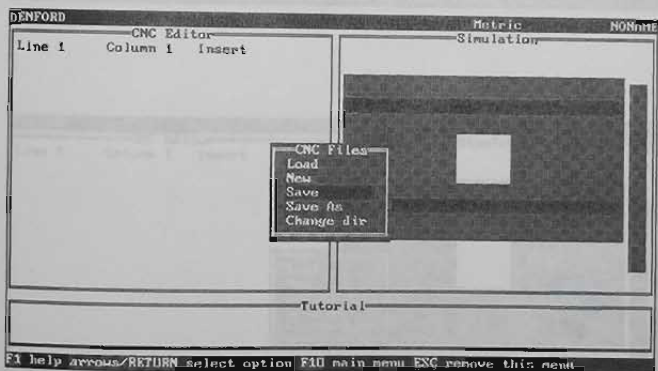 DENFORD
Metric
NONAME
CNC Editor
Line 1 Column 1 Insert
Simulation
CNC Files
Load
New
Save
Save As
Change dir
Tutorial
F1 help arrows/RETURN select option F10 main menu ESC remove this menu